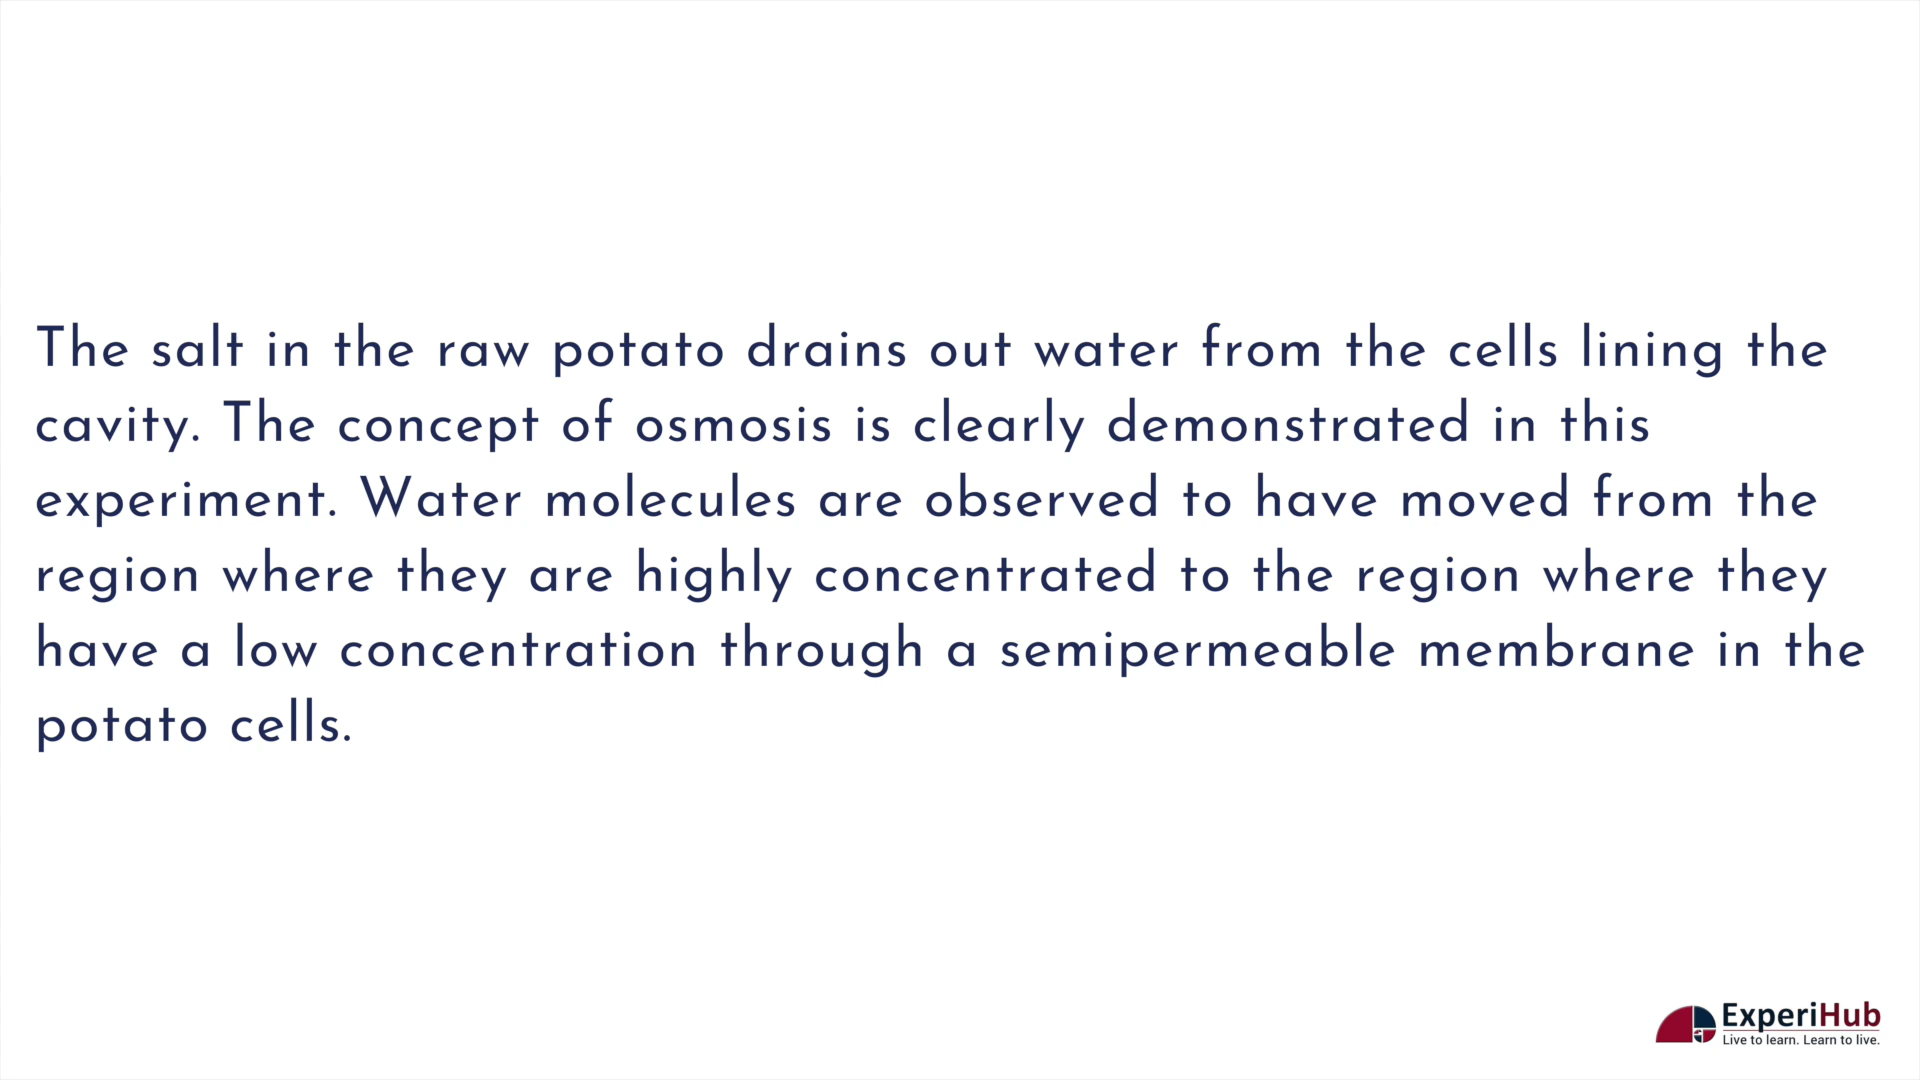 The salt in the raw potato drains out water from the cells lining the
cavity. The concept of osmosis is clearly demonstrated in this
experiment. Water molecules are observed to have moved from the
region where they are highly concentrated to the region where they
have a low concentration through a semipermeable membrane in the
potato cells.
ExperiHub
Live to learn. Learn to live.